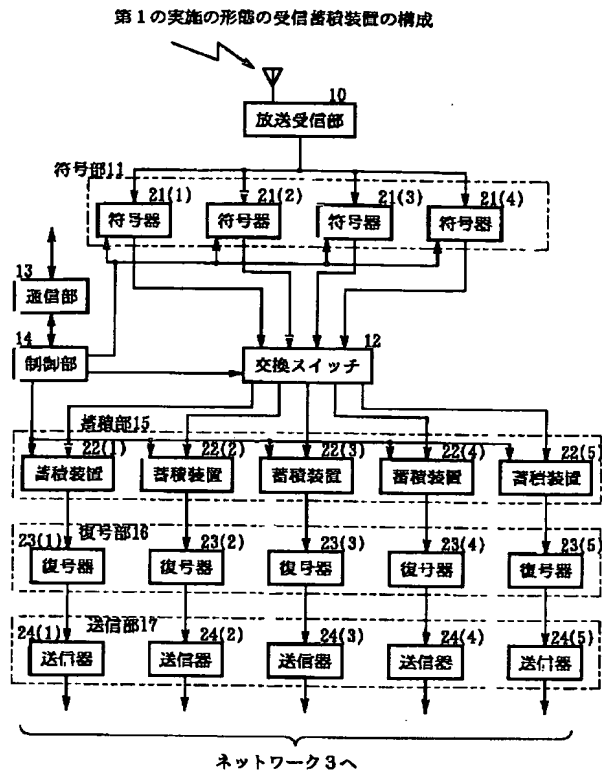 第1の実施の形態の受信蓄積装置の構成
10
放送受信部
符号部11
21(1) 21(2) 21(3) 21(4)
符号器 符号器 符号器 符号器
13
通信部
14 12
制御部 交換スイッチ
蓄積部15
22(1) 22(2) 22(3) 22(4) 22(5)
蓄積装置 蓄積装置 蓄積装置 蓄積装置 蓄積装置
復号部16
23(1) 23(2) 23(3) 23(4) 23(5)
復号器 復号器 復号器 復号器 復号器
送信部17
24(1) 24(2) 24(3) 24(4) 24(5)
送信器 送信器 送信器 送信器 送信器
ネットワーク3へ